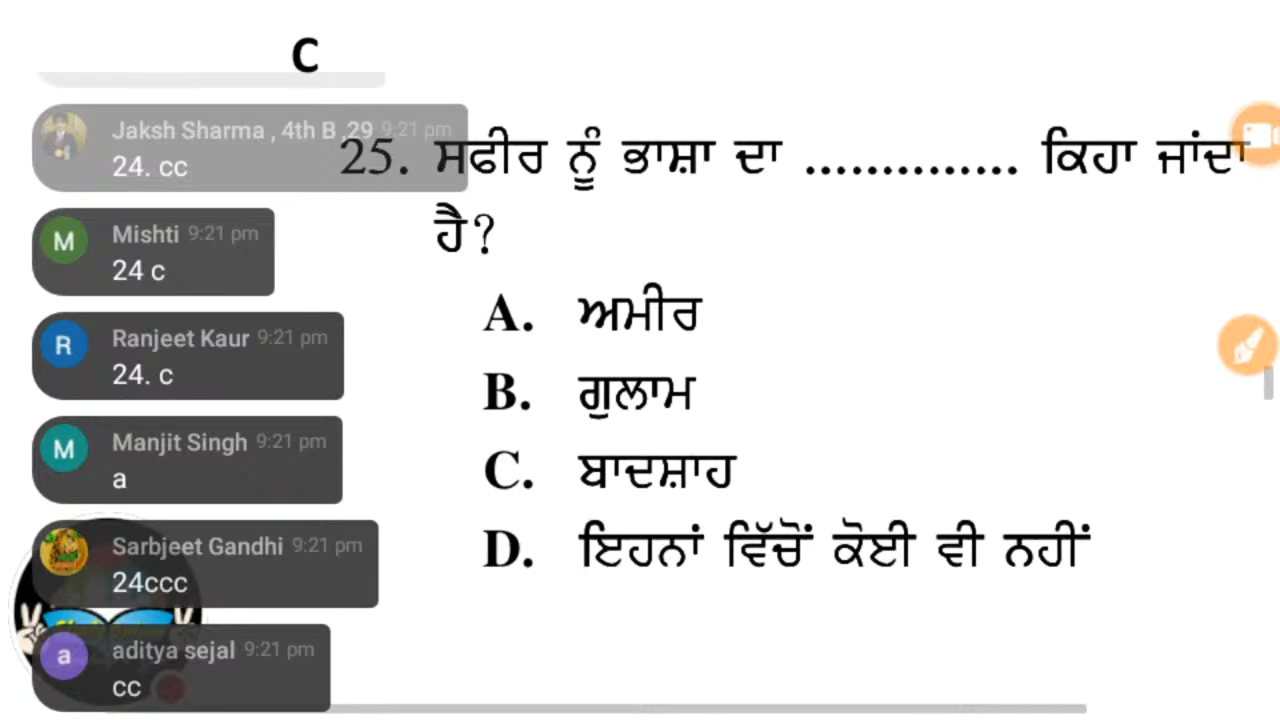 C
Jaksh Sharma , 4th B ,29 9:21 pm
24. cc
Mishti 9:21 pm
24 c
Ranjeet Kaur 9:21 pm
24. c
Manjit Singh 9:21 pm
a
Sarbjeet Gandhi 9:21 pm
24ccc
aditya sejal 9:21 pm
cc
25. ਸਫੀਰ ਨੂੰ ਭਾਸ਼ਾ ਦਾ .............. ਕਿਹਾ ਜਾਂਦਾ
ਹੈ?
A. ਅਮੀਰ
B. ਗੁਲਾਮ
C. ਬਾਦਸ਼ਾਹ
D. ਇਹਨਾਂ ਵਿੱਚੋਂ ਕੋਈ ਵੀ ਨਹੀਂ